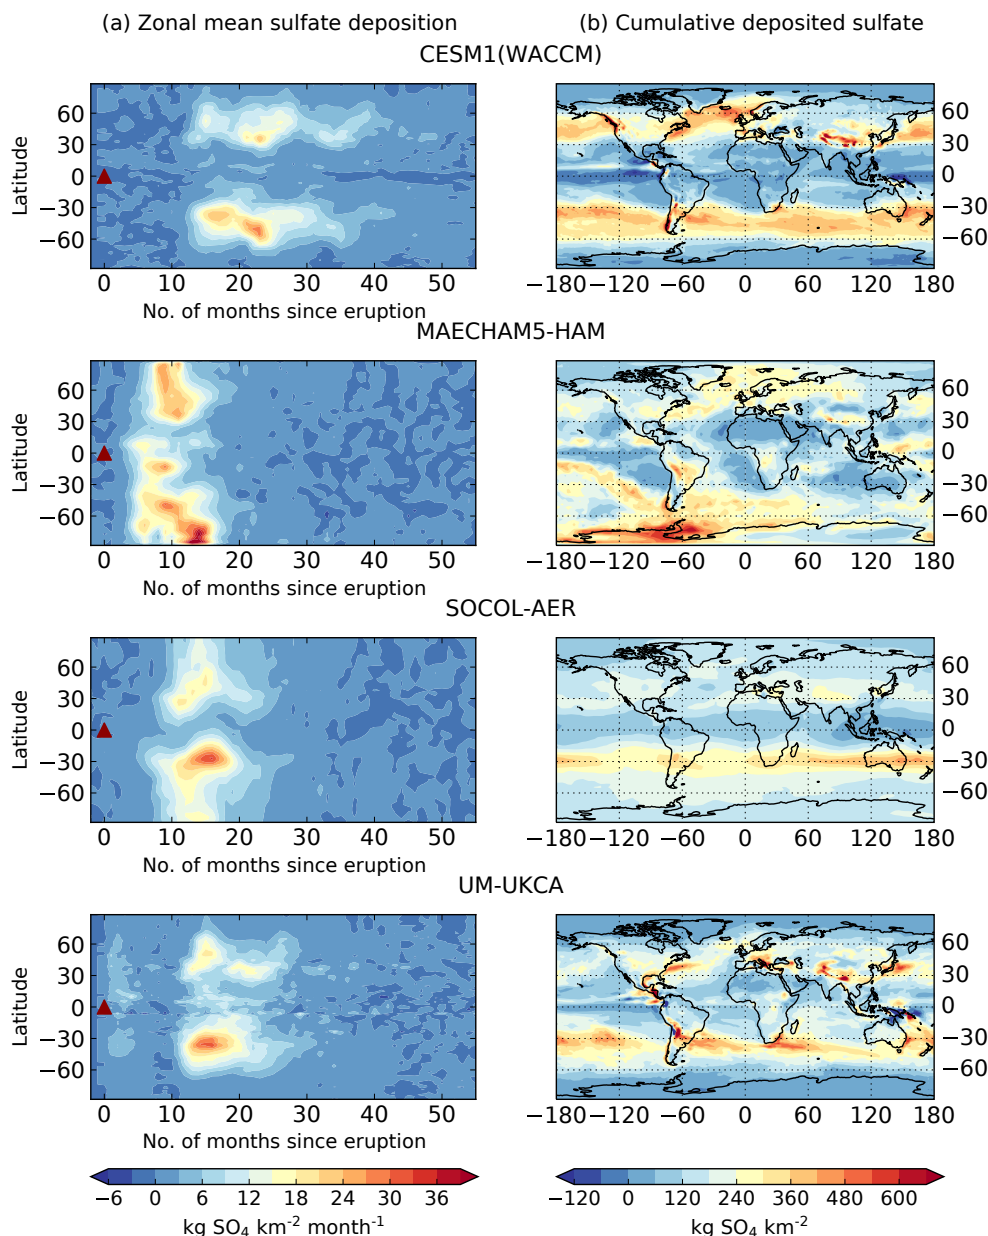 (a) Zonal mean sulfate deposition (b) Cumulative deposited sulfate
CESM1(WACCM)
60 30 0 −30 −60
Latitude
0 10 20 30 40 50
No. of months since eruption
60 30 0 −30 −60
−180 −120 −60 0 60 120 180
MAECHAM5-HAM
60 30 0 −30 −60
Latitude
0 10 20 30 40 50
No. of months since eruption
60 30 0 −30 −60
−180 −120 −60 0 60 120 180
SOCOL-AER
60 30 0 −30 −60
Latitude
0 10 20 30 40 50
No. of months since eruption
60 30 0 −30 −60
−180 −120 −60 0 60 120 180
UM-UKCA
60 30 0 −30 −60
Latitude
0 10 20 30 40 50
No. of months since eruption
60 30 0 −30 −60
−180 −120 −60 0 60 120 180
−6 0 6 12 18 24 30 36
kg SO₄ km⁻² month⁻¹
−120 0 120 240 360 480 600
kg SO₄ km⁻²